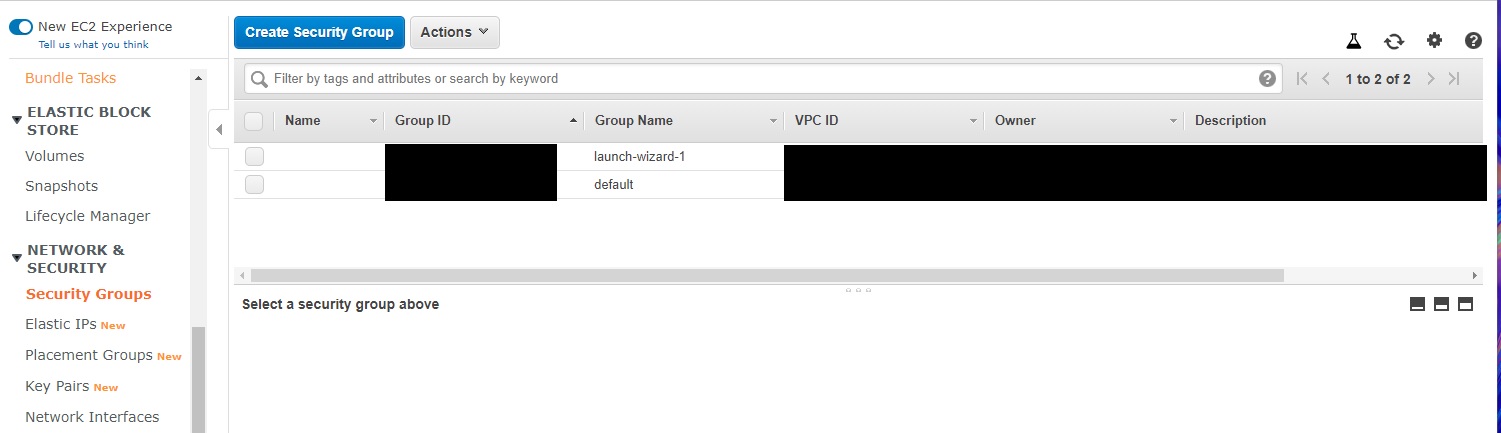 New EC2 Experience
Tell us what you think
Bundle Tasks
ELASTIC BLOCK
STORE
Volumes
Snapshots
Lifecycle Manager
NETWORK &
SECURITY
Security Groups
Elastic IPs New
Placement Groups New
Key Pairs New
Network Interfaces
Create Security Group Actions
Filter by tags and attributes or search by keyword ? 1 to 2 of 2
Name Group ID Group Name VPC ID Owner Description
launch-wizard-1
default
Select a security group above